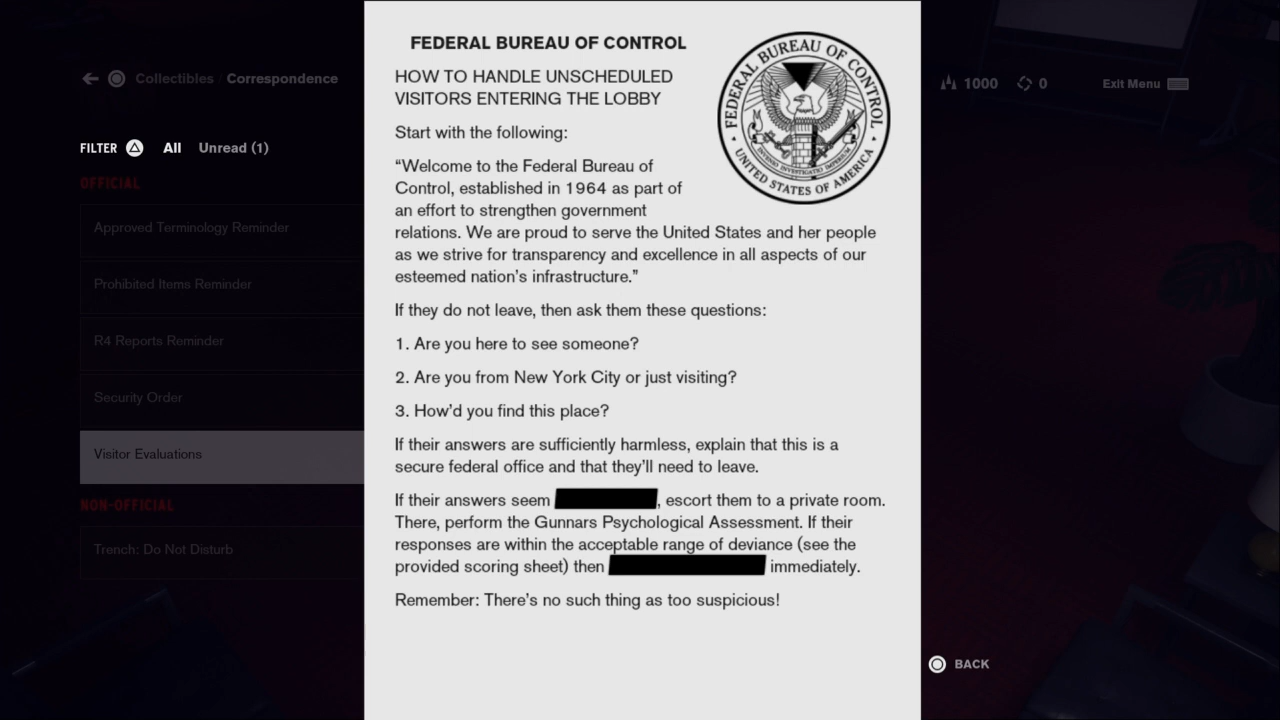 Collectibles / Correspondence
1000
0
Exit Menu
FILTER All Unread (1)
OFFICIAL
Approved Terminology Reminder
Prohibited Items Reminder
R4 Reports Reminder
Security Order
Visitor Evaluations
NON-OFFICIAL
Trench: Do Not Disturb
FEDERAL BUREAU OF CONTROL
FEDERAL BUREAU OF CONTROL
UNITED STATES OF AMERICA
HOW TO HANDLE UNSCHEDULED
VISITORS ENTERING THE LOBBY
Start with the following:
“Welcome to the Federal Bureau of
Control, established in 1964 as part of
an effort to strengthen government
relations. We are proud to serve the United States and her people
as we strive for transparency and excellence in all aspects of our
esteemed nation’s infrastructure.”
If they do not leave, then ask them these questions:
1. Are you here to see someone?
2. Are you from New York City or just visiting?
3. How’d you find this place?
If their answers are sufficiently harmless, explain that this is a
secure federal office and that they’ll need to leave.
If their answers seem , escort them to a private room.
There, perform the Gunnars Psychological Assessment. If their
responses are within the acceptable range of deviance (see the
provided scoring sheet) then immediately.
Remember: There’s no such thing as too suspicious!
BACK